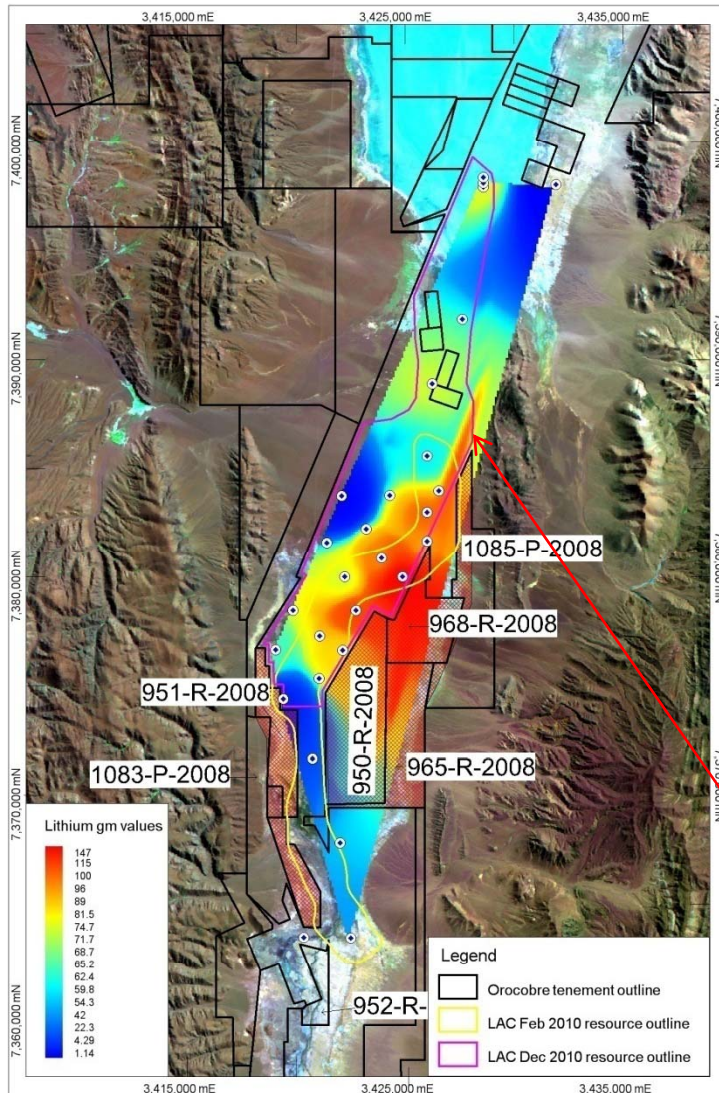 3,415,000 mE
3,425,000 mE
3,435,000 mE
7,400,000 mN
7,390,000 mN
7,390,000 mN
7,380,000 mN
1085-P-2008
968-R-2008
951-R-2008
950-R-2008
965-R-2008
1083-P-2008
7,370,000 mN
952-R-
7,360,000 mN
Lithium gm values
147
115
100
96
89
81.5
74.7
71.7
68.7
65.2
62.4
59.8
54.3
42
22.3
4.29
1.14
Legend
Orocobre tenement outline
LAC Feb 2010 resource outline
LAC Dec 2010 resource outline
3,415,000 mE
3,425,000 mE
3,435,000 mE